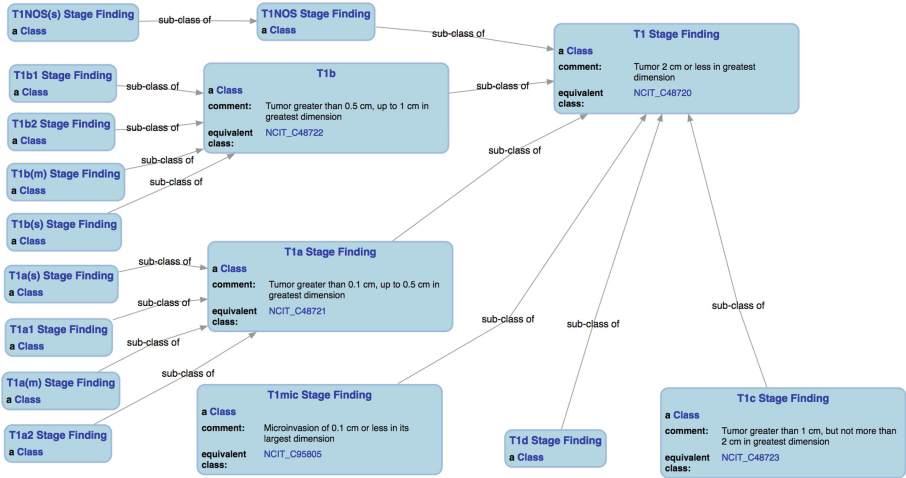 T1NOS(s) Stage Finding
a Class
sub-class of
T1NOS Stage Finding
a Class
sub-class of
T1 Stage Finding
a Class
comment: Tumor 2 cm or less in greatest
dimension
equivalent NCIT_C48720
class:
T1b1 Stage Finding
a Class
sub-class of
T1b2 Stage Finding
a Class
sub-class of
T1b(m) Stage Finding
a Class
sub-class of
T1b(s) Stage Finding
a Class
sub-class of
T1b
a Class
comment: Tumor greater than 0.5 cm, up to 1 cm in
greatest dimension
equivalent NCIT_C48722
class:
sub-class of
T1a(s) Stage Finding
a Class
sub-class of
T1a1 Stage Finding
a Class
sub-class of
T1a(m) Stage Finding
a Class
sub-class of
T1a2 Stage Finding
a Class
sub-class of
T1a Stage Finding
a Class
comment: Tumor greater than 0.1 cm, up to 0.5 cm in
greatest dimension
equivalent NCIT_C48721
class:
sub-class of
T1mic Stage Finding
a Class
comment: Microinvasion of 0.1 cm or less in its
largest dimension
equivalent NCIT_C95805
class:
sub-class of
T1d Stage Finding
a Class
sub-class of
T1c Stage Finding
a Class
comment: Tumor greater than 1 cm, but not more than
2 cm in greatest dimension
equivalent NCIT_C48723
class:
sub-class of